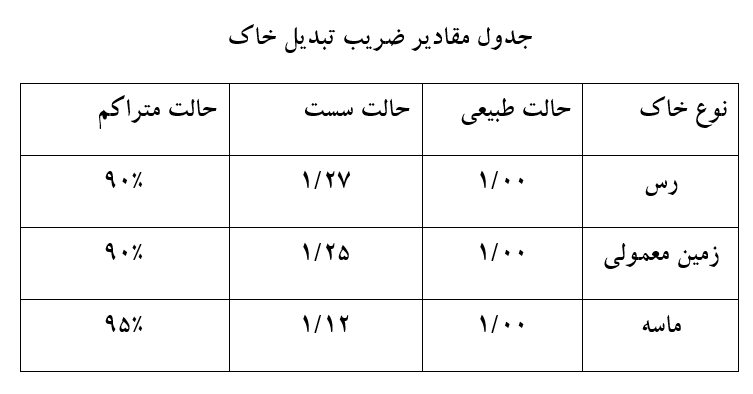 جدول مقادیر ضریب تبدیل خاک
نوع خاک حالت طبیعی حالت سست حالت متراکم
رس ۱/۰۰ ۱/۲۷ ۹۰٪
زمین معمولی ۱/۰۰ ۱/۲۵ ۹۰٪
ماسه ۱/۰۰ ۱/۱۲ ۹۵٪